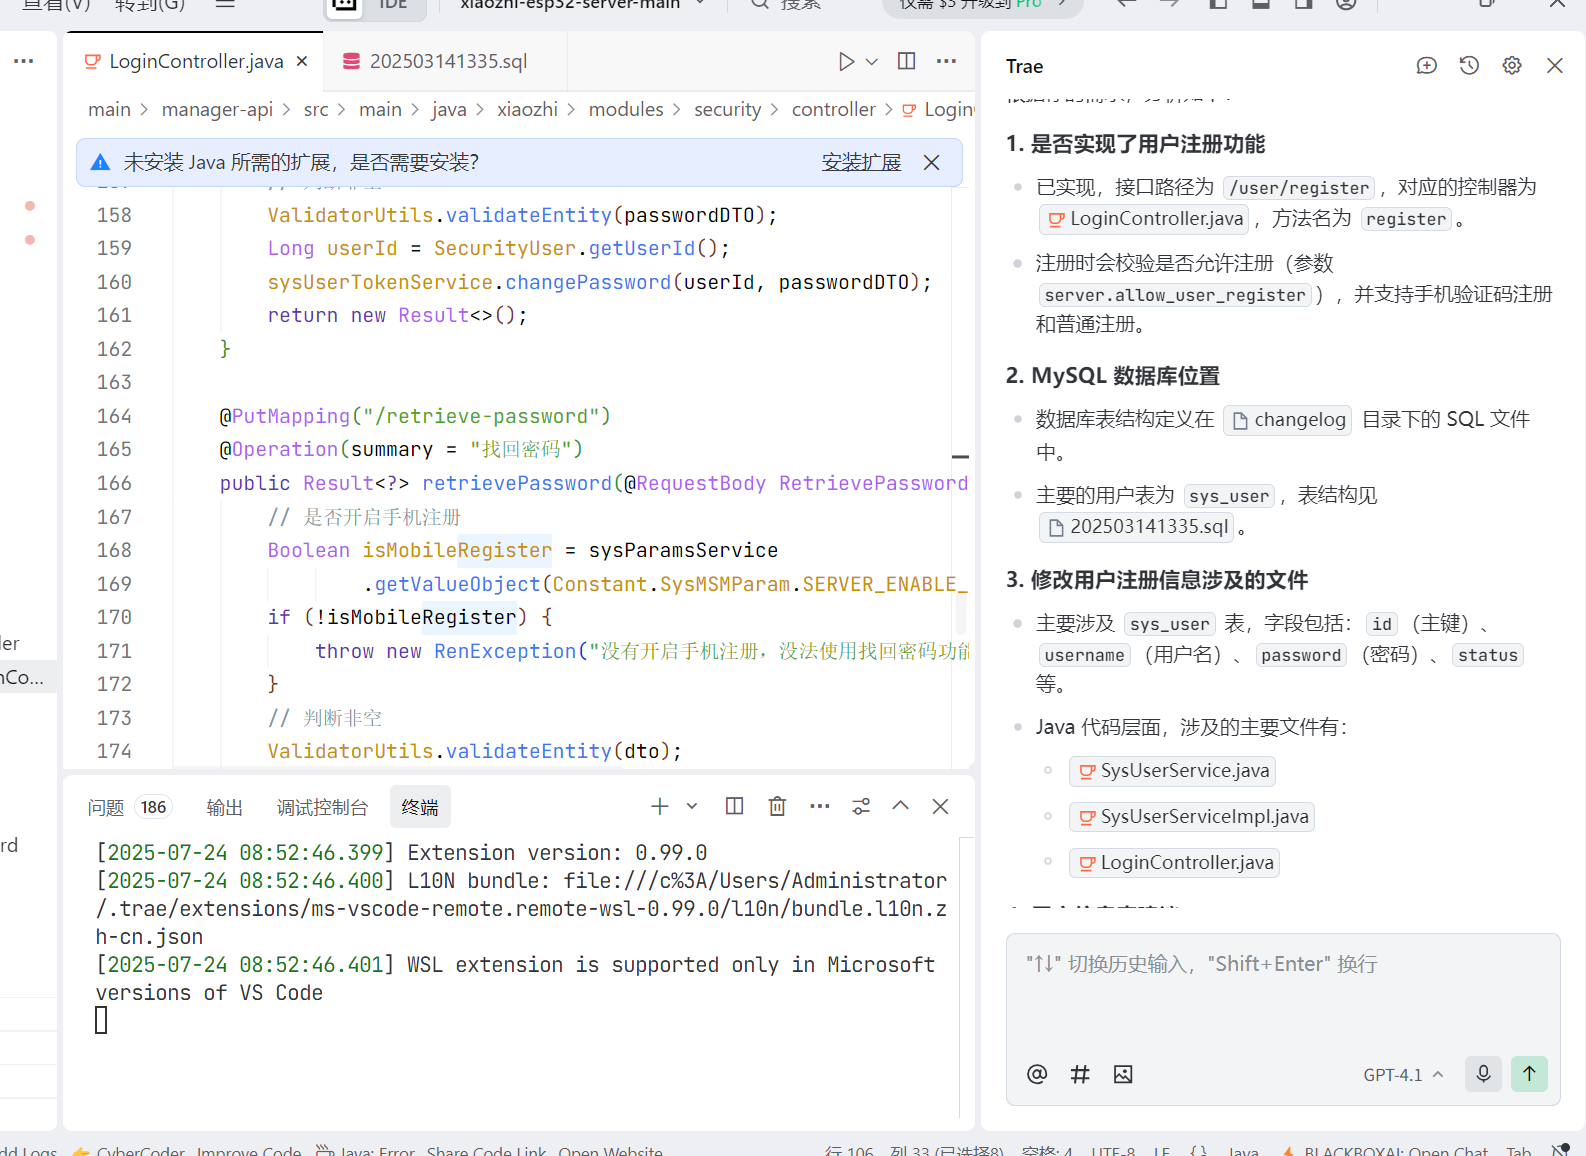 查看(V) 转到(G)
IDE
xiaozhi-esp32-server-main
搜索
仅需 $3 升级到 Pro
LoginController.java
202503141335.sql
main > manager-api > src > main > java > xiaozhi > modules > security > controller >
未安装 Java 所需的扩展，是否需要安装？ 安装扩展
// 判断非空
158 ValidatorUtils.validateEntity(passwordDTO);
159 Long userId = SecurityUser.getUserId();
160 sysUserTokenService.changePassword(userId, passwordDTO);
161 return new Result<>();
162 }
163
164 @PutMapping("/retrieve-password")
165 @Operation(summary = "找回密码")
166 public Result<?> retrievePassword(@RequestBody RetrievePassword
167 // 是否开启手机注册
168 Boolean isMobileRegister = sysParamsService
169 .getValueObject(Constant.SysMSMParam.SERVER_ENABLE_
170 if (!isMobileRegister) {
171 throw new RenException("没有开启手机注册，没法使用找回密码功能
172 }
173 // 判断非空
174 ValidatorUtils.validateEntity(dto);
问题 186 输出 调试控制台 终端
[2025-07-24 08:52:46.399] Extension version: 0.99.0
[2025-07-24 08:52:46.400] L10N bundle: file:///c%3A/Users/Administrator
/.trae/extensions/ms-vscode-remote.remote-wsl-0.99.0/l10n/bundle.l10n.z
h-cn.json
[2025-07-24 08:52:46.401] WSL extension is supported only in Microsoft
versions of VS Code
Trae
1. 是否实现了用户注册功能
已实现，接口路径为 /user/register ，对应的控制器为
LoginController.java ，方法名为 register 。
注册时会校验是否允许注册（参数
server.allow_user_register ），并支持手机验证码注册
和普通注册。
2. MySQL 数据库位置
数据库表结构定义在 changelog 目录下的 SQL 文件
中。
主要的用户表为 sys_user ，表结构见
202503141335.sql 。
3. 修改用户注册信息涉及的文件
主要涉及 sys_user 表，字段包括： id （主键）、
username （用户名）、 password （密码）、 status
等。
Java 代码层面，涉及的主要文件有：
SysUserService.java
SysUserServiceImpl.java
LoginController.java
"↑↓" 切换历史输入，"Shift+Enter" 换行
GPT-4.1
CyberCoder Improve Code Java: Error Share Code Link Open Website
行 106，列 33 (已选择8) 空格: 4 UTF-8 LF {} Java BLACKBOXAI: Open Chat Tab